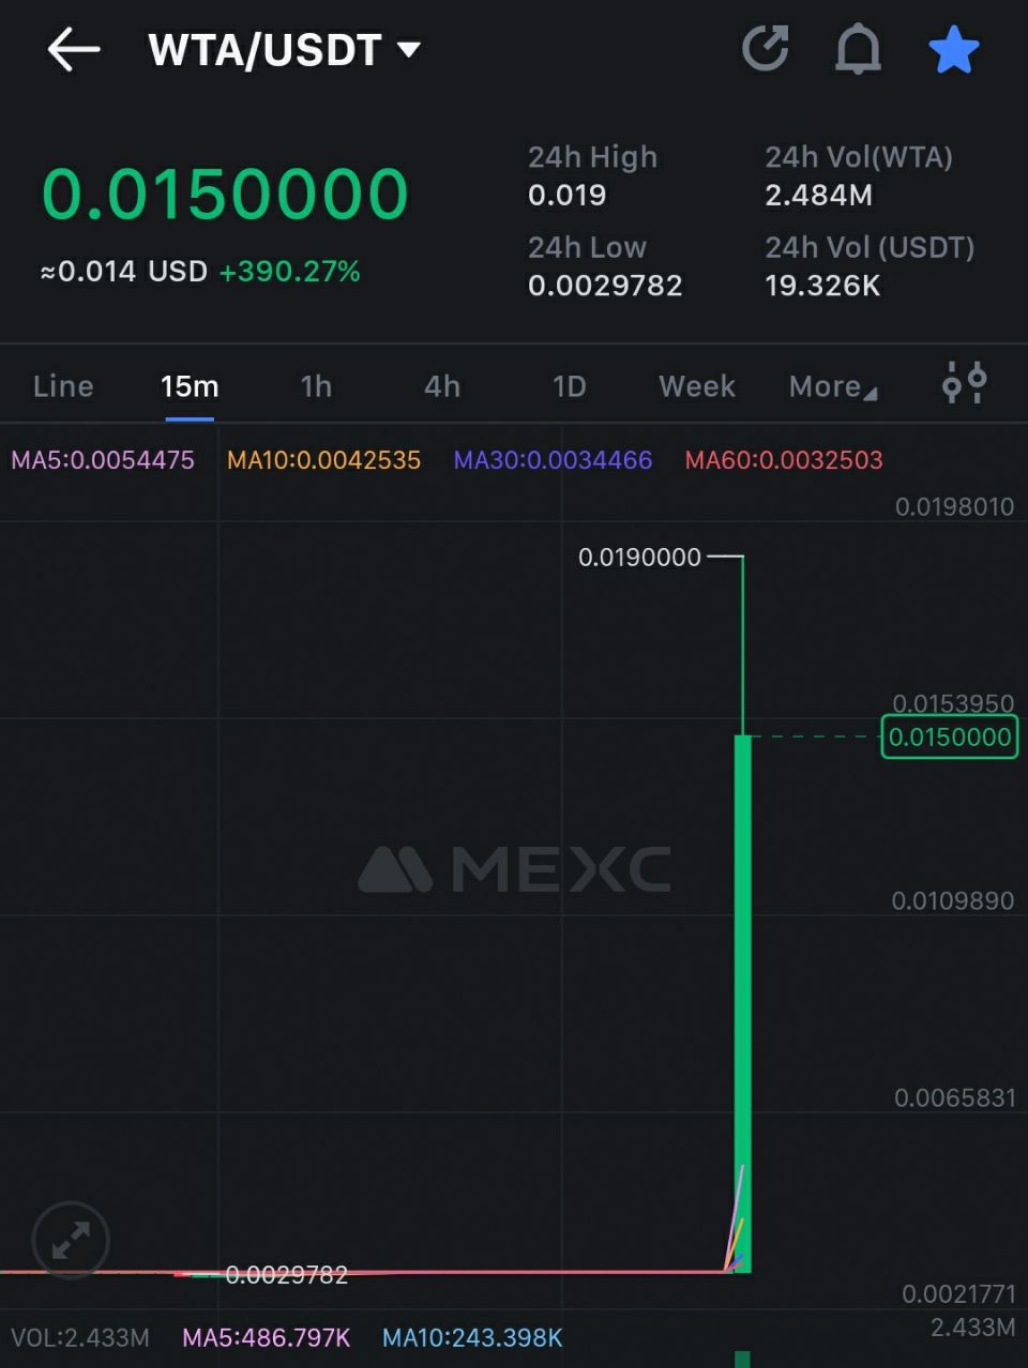 WTA/USDT
24h High
24h Vol(WTA)
0.0150000
0.019
2.484M
24h Low
24h Vol (USDT)
≈0.014 USD +390.27%
0.0029782
19.326K
Line 15m 1h 4h 1D Week More
MA5:0.0054475 MA10:0.0042535 MA30:0.0034466 MA60:0.0032503
0.0198010
0.0190000
0.0153950
0.0150000
MEXC
0.0109890
0.0065831
0.0029782
0.0021771
VOL:2.433M MA5:486.797K MA10:243.398K
2.433M